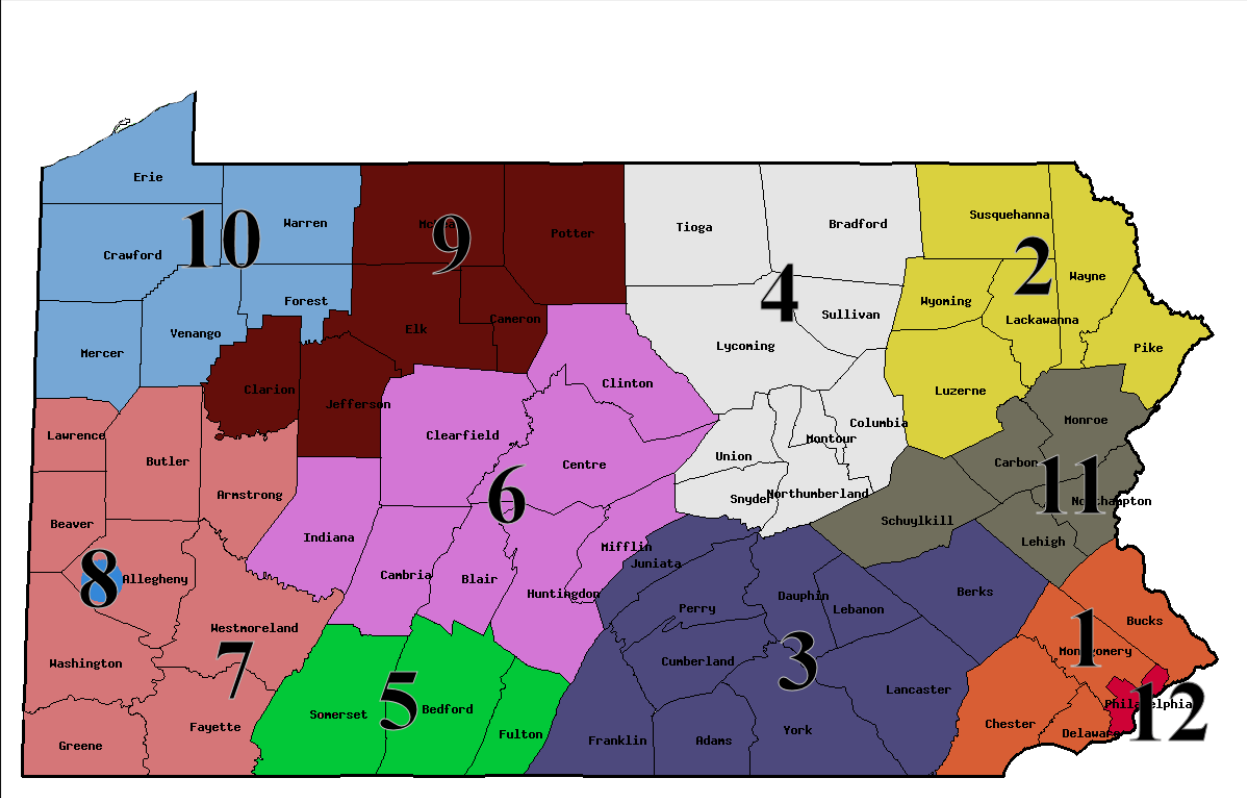 Erie
Warren
McKean
Potter
Tioga
Bradford
Susquehanna
10
9
Crawford
2
Wayne
4
Forest
Wyoming
Sullivan
Cameron
Lackawanna
Elk
Venango
Lycoming
Pike
Mercer
Clinton
Clarion
Luzerne
Jefferson
Monroe
Columbia
Lawrence
Clearfield
Montour
Union
Butler
Centre
Carbon
11
6
Armstrong
Snyder
Northumberland
Northampton
Beaver
Schuylkill
Indiana
Lehigh
Mifflin
Juniata
8
Allegheny
Cambria
Blair
Huntingdon
Dauphin
Berks
Perry
Lebanon
Bucks
Westmoreland
1
Montgomery
Washington
7
Cumberland
3
Lancaster
5
Philadelphia
12
Somerset
Bedford
Fayette
Chester
Delaware
Fulton
York
Greene
Franklin
Adams